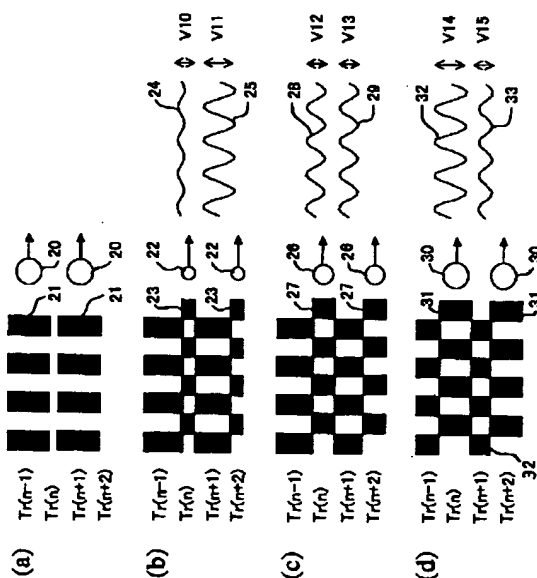 (a)
Tr(n-1)
Tr(n)
Tr(n+1)
Tr(n+2)
21
21
20
20
(b)
Tr(n-1)
Tr(n)
Tr(n+1)
Tr(n+2)
23
23
22
22
24
25
V10
V11
(c)
Tr(n-1)
Tr(n)
Tr(n+1)
Tr(n+2)
27
27
26
26
28
29
V12
V13
(d)
Tr(n-1)
Tr(n)
Tr(n+1)
Tr(n+2)
32
31
31
30
30
32
33
V14
V15